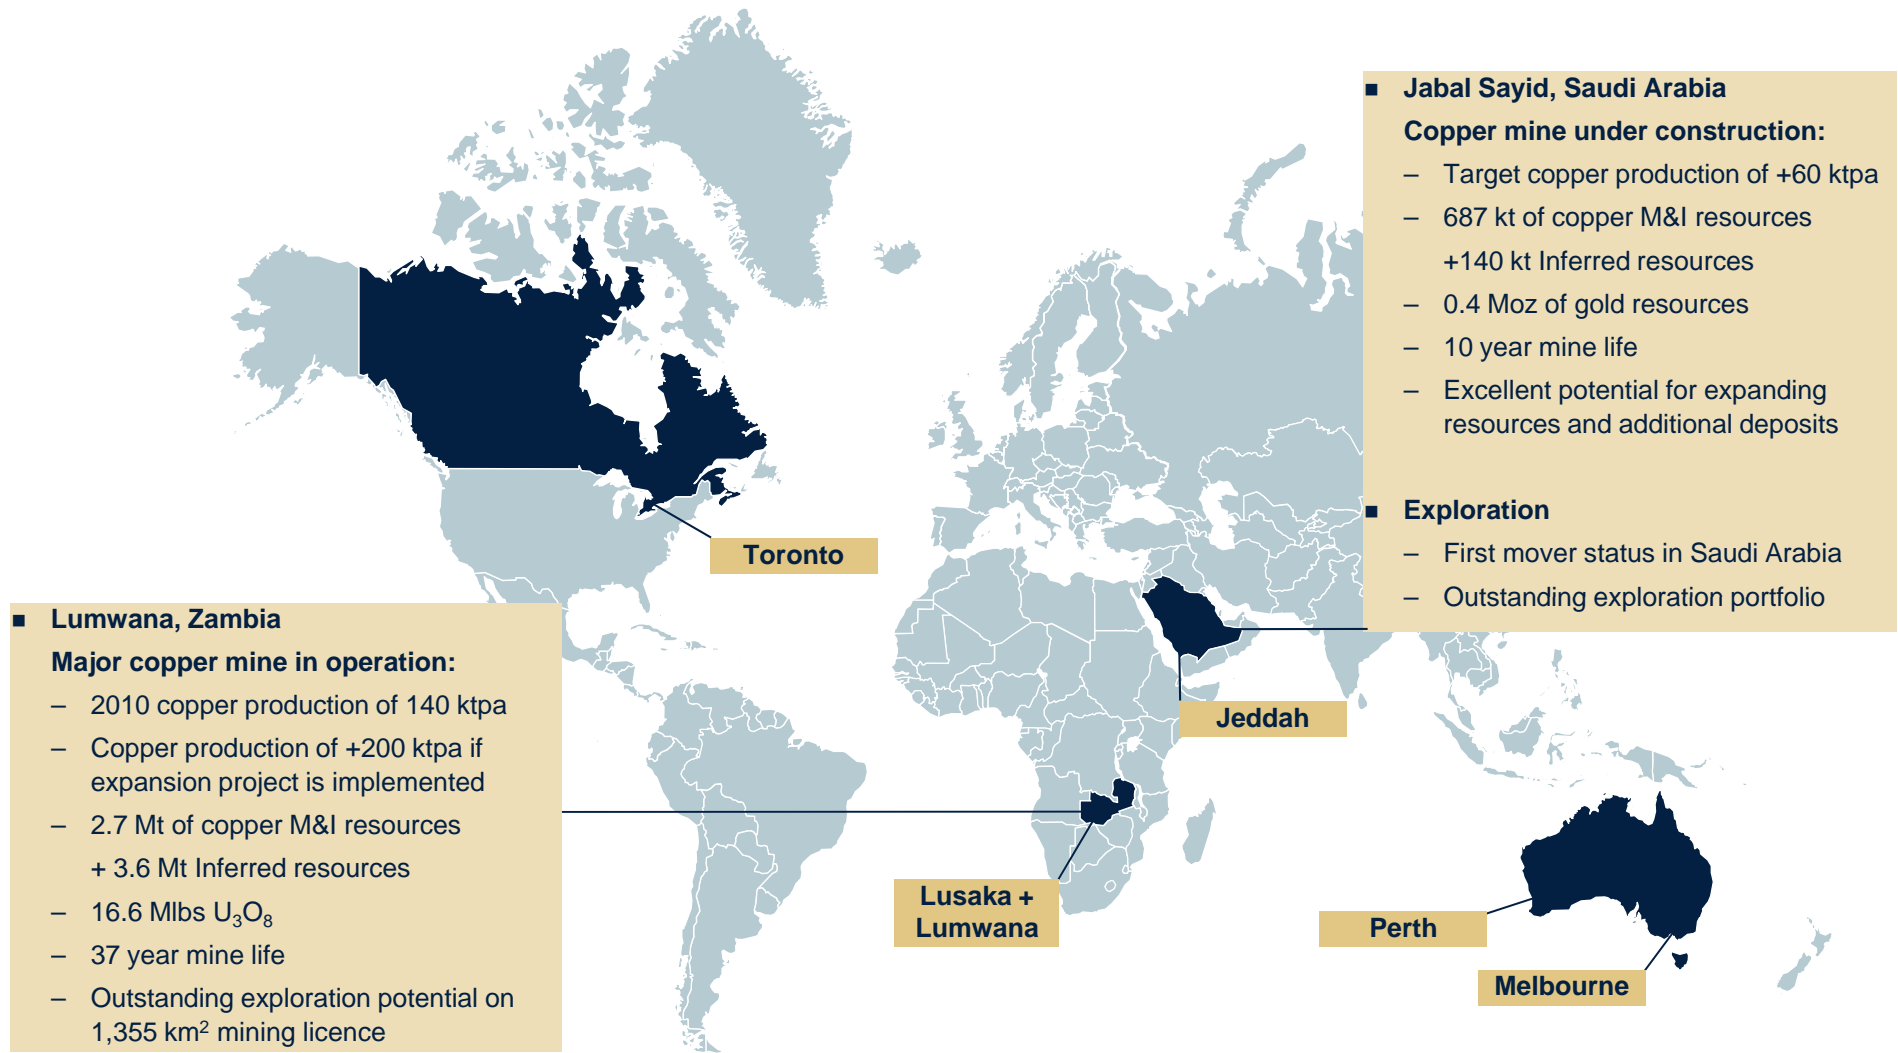 ■ Jabal Sayid, Saudi Arabia
Copper mine under construction:
– Target copper production of +60 ktpa
– 687 kt of copper M&I resources
+140 kt Inferred resources
– 0.4 Moz of gold resources
– 10 year mine life
– Excellent potential for expanding
resources and additional deposits
■ Exploration
– First mover status in Saudi Arabia
– Outstanding exploration portfolio
Toronto
■ Lumwana, Zambia
Major copper mine in operation:
– 2010 copper production of 140 ktpa
– Copper production of +200 ktpa if
expansion project is implemented
– 2.7 Mt of copper M&I resources
+ 3.6 Mt Inferred resources
– 16.6 Mlbs U₃O₈
– 37 year mine life
– Outstanding exploration potential on
1,355 km² mining licence
Jeddah
Lusaka +
Lumwana
Perth
Melbourne